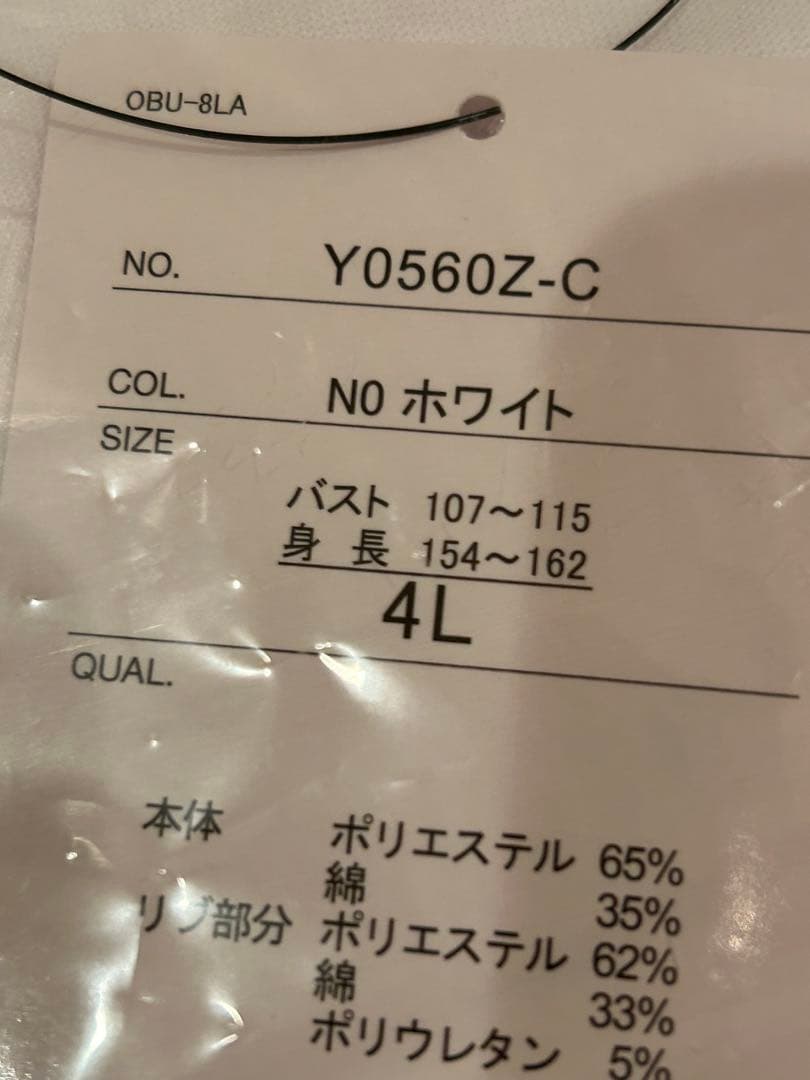 OBU-8LA
NO. Y0560Z-C
COL. N0 ホワイト
SIZE
バスト 107～115
身 長 154～162
4L
QUAL.
本体 ポリエステル 65%
綿 35%
リブ部分 ポリエステル 62%
綿 33%
ポリウレタン 5%